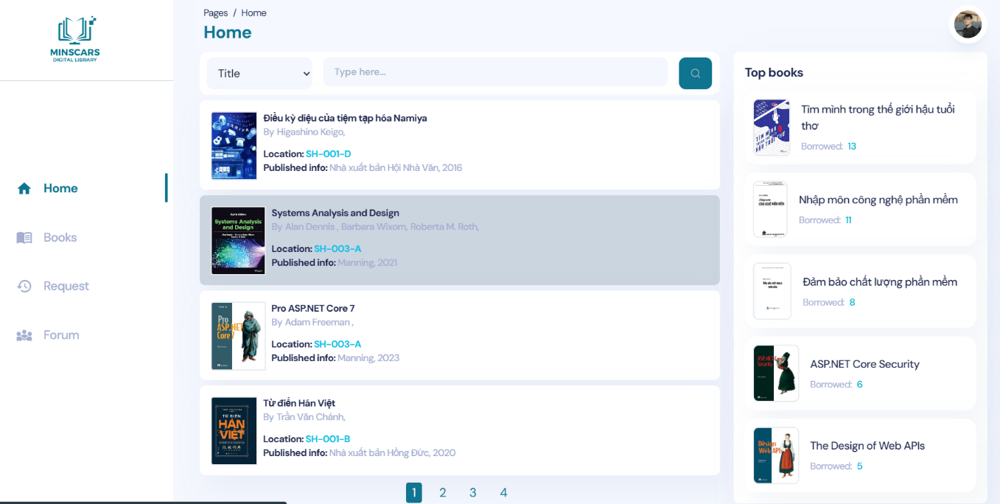 MINSCARS
DIGITAL LIBRARY
Home
Books
Request
Forum
Pages / Home
Home
Title
Type here...
Điều kỳ diệu của tiệm tạp hóa Namiya
By Higashino Keigo,
Location: SH-001-D
Published info: Nhà xuất bản Hội Nhà Văn, 2016
NAMIYA
Systems Analysis and Design
By Alan Dennis , Barbara Wixom, Roberta M. Roth,
Location: SH-003-A
Published info: Manning, 2021
Systems Analysis
and Design
Pro ASP.NET Core 7
By Adam Freeman ,
Location: SH-003-A
Published info: Manning, 2023
Pro
ASP.NET
Core 7
Từ điển Hán Việt
By Trần Văn Chánh,
Location: SH-001-B
Published info: Nhà xuất bản Hồng Đức, 2020
TỪ ĐIỂN
HÁN
VIỆT
1 2 3 4
Top books
Tìm mình trong thế giới hậu tuổi
thơ
Borrowed: 13
Nhập môn công nghệ phần mềm
Borrowed: 11
Đảm bảo chất lượng phần mềm
Borrowed: 8
ASP.NET Core Security
Borrowed: 6
ASP.NET Core
Security
The Design of Web APIs
Borrowed: 5
Design
Web APIs